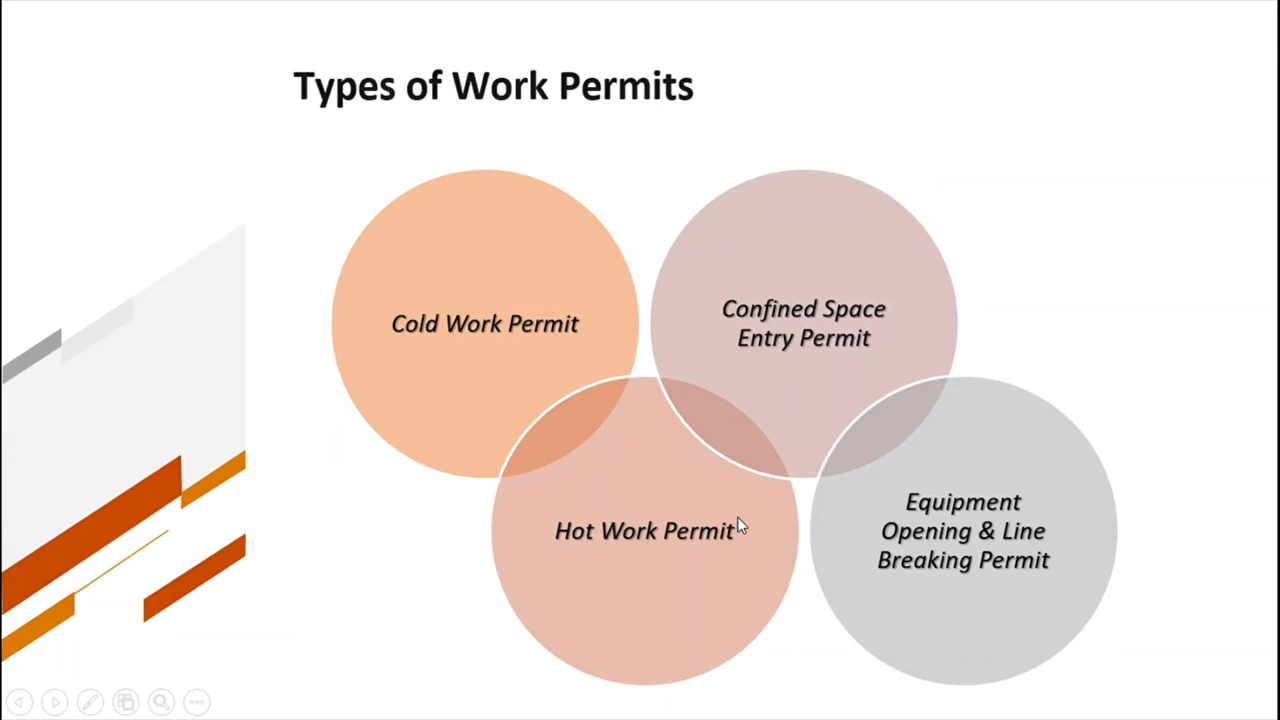 Types of Work Permits
Cold Work Permit
Confined Space
Entry Permit
Hot Work Permit
Equipment
Opening & Line
Breaking Permit